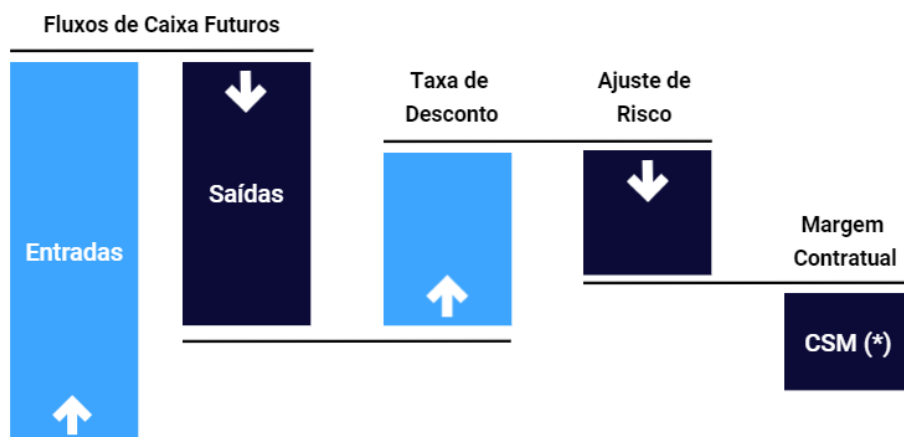 Fluxos de Caixa Futuros
Taxa de
Desconto
Ajuste de
Risco
Saídas
Entradas
Margem
Contratual
CSM (*)